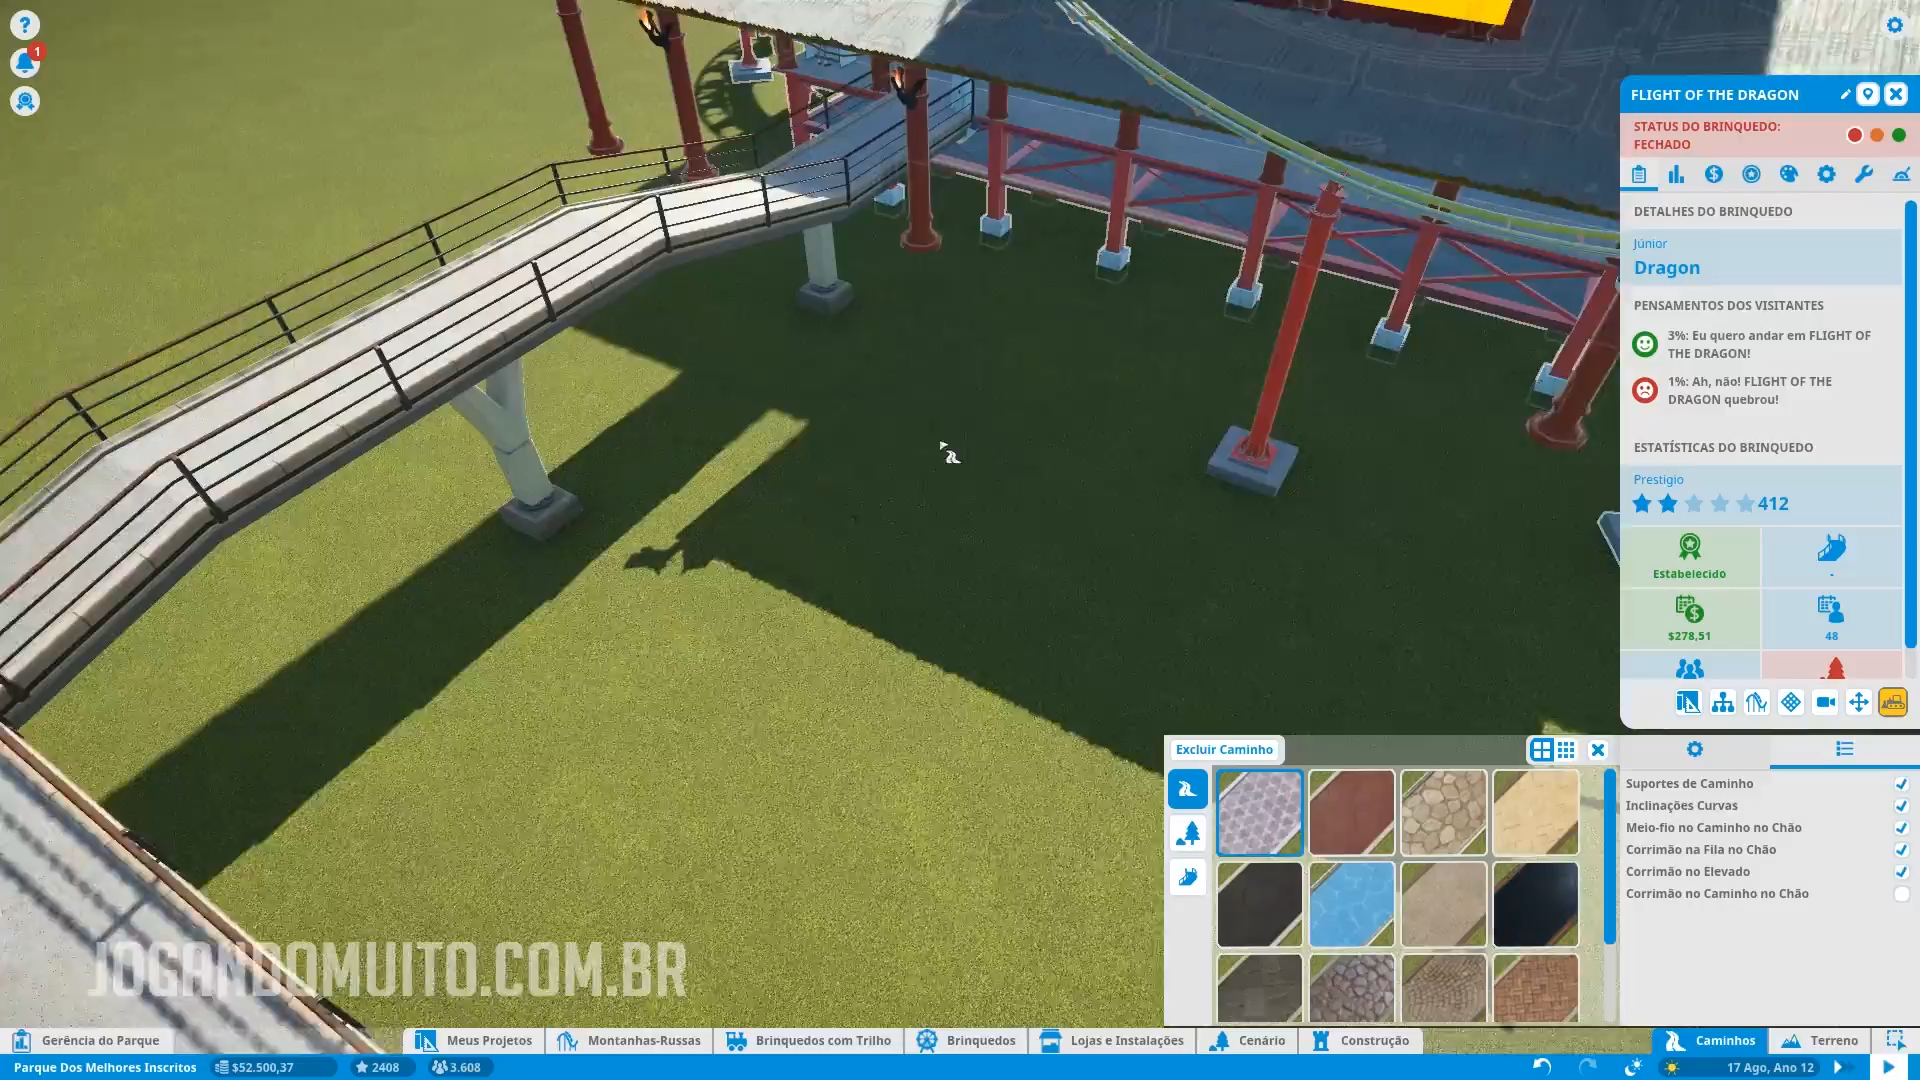 ?
1
FLIGHT OF THE DRAGON
STATUS DO BRINQUEDO:
FECHADO
DETALHES DO BRINQUEDO
Júnior
Dragon
PENSAMENTOS DOS VISITANTES
3%: Eu quero andar em FLIGHT OF
THE DRAGON!
1%: Ah, não! FLIGHT OF THE
DRAGON quebrou!
ESTATÍSTICAS DO BRINQUEDO
Prestígio
412
Estabelecido
-
$278,51
48
Excluir Caminho
Suportes de Caminho
Inclinações Curvas
Meio-fio no Caminho no Chão
Corrimão na Fila no Chão
Corrimão no Elevado
Corrimão no Caminho no Chão
JOGANDOMUITO.COM.BR
Gerência do Parque
Meus Projetos
Montanhas-Russas
Brinquedos com Trilho
Brinquedos
Lojas e Instalações
Cenário
Construção
Caminhos
Terreno
Parque Dos Melhores Inscritos
$52.500,37
2408
3.608
17 Ago, Ano 12